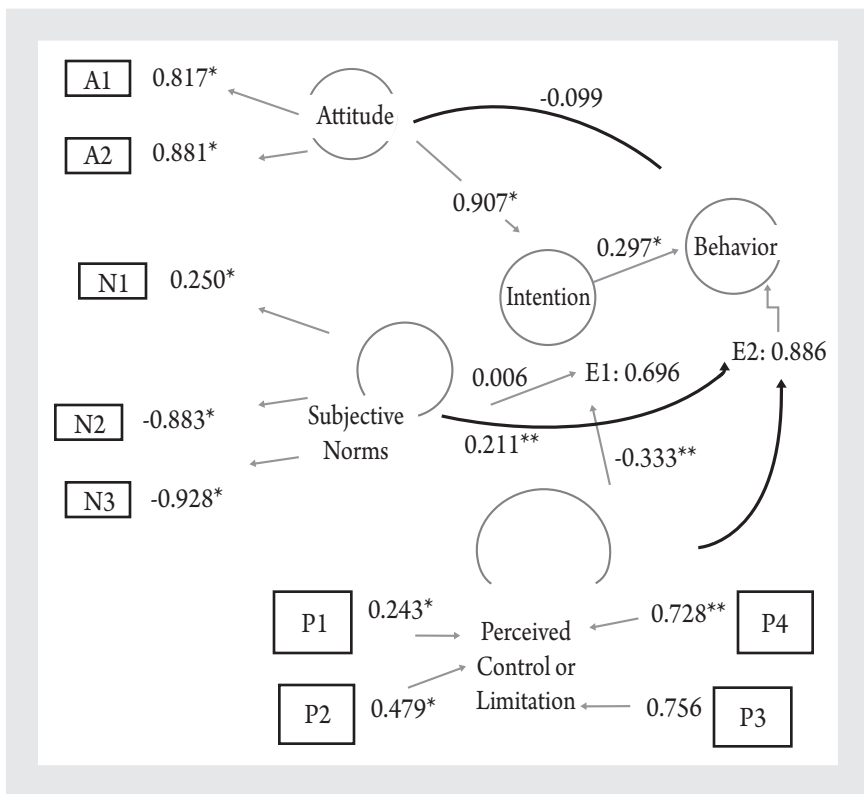 A1 0.817*
Attitude
-0.099
A2 0.881*
0.907*
0.297*
Behavior
N1 0.250*
Intention
E2: 0.886
0.006
E1: 0.696
N2 -0.883*
Subjective
Norms
0.211**
-0.333**
N3 -0.928*
P1 0.243*
Perceived
Control or
Limitation
0.728** P4
P2 0.479*
0.756 P3